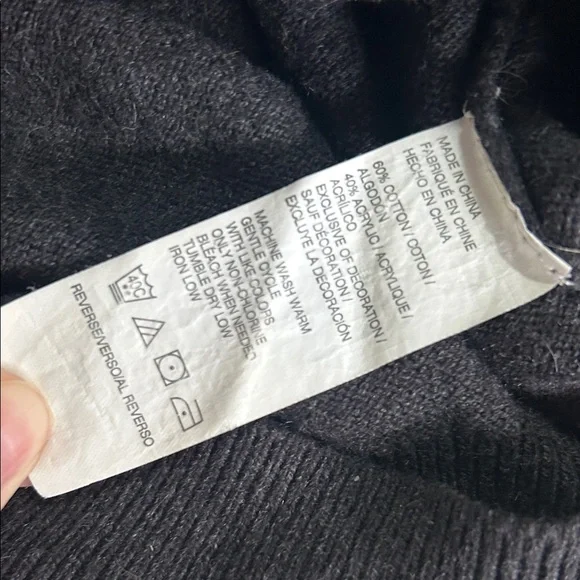 MADE IN CHINA
FABRIQUÉ EN CHINE
HECHO EN CHINA
60% COTTON / COTON /
ALGODÓN
40% ACRYLIC / ACRYLIQUE /
ACRÍLICO
EXCLUSIVE OF DECORATION /
SAUF DÉCORATION /
EXCLUYE LA DECORACIÓN
MACHINE WASH WARM
GENTLE CYCLE
WITH LIKE COLORS
ONLY NON-CHLORINE
BLEACH WHEN NEEDED
TUMBLE DRY LOW
IRON LOW
40C
REVERSE/VERSO/AL REVERSO